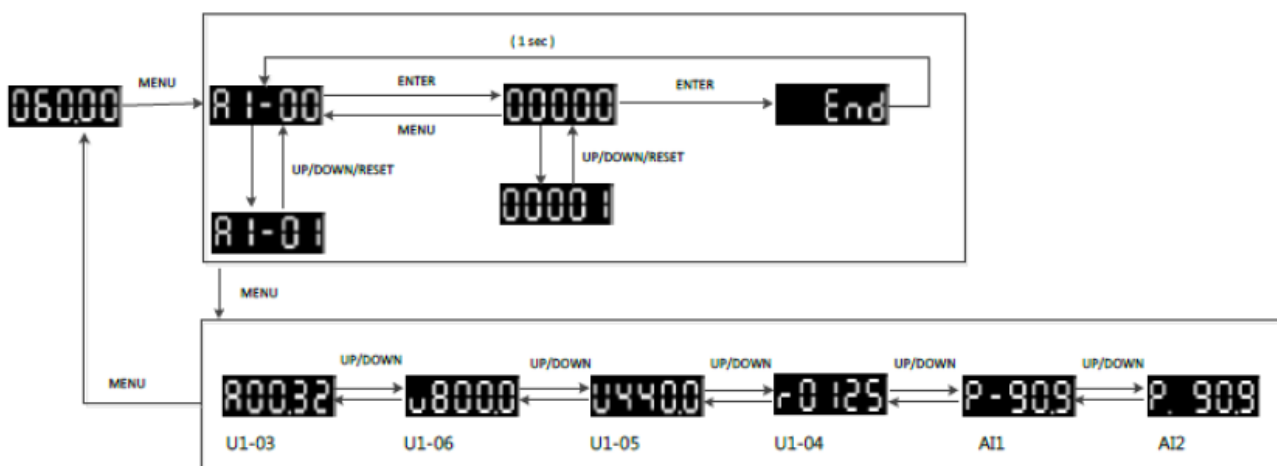 ( 1 sec )
MENU
ENTER
ENTER
060.00
A1-00
00000
End
MENU
UP/DOWN/RESET
UP/DOWN/RESET
00001
A1-01
MENU
UP/DOWN
UP/DOWN
UP/DOWN
UP/DOWN
UP/DOWN
MENU
A00.32
u800.0
U440.0
r0125
P-90.9
P. 90.9
U1-03
U1-06
U1-05
U1-04
AI1
AI2